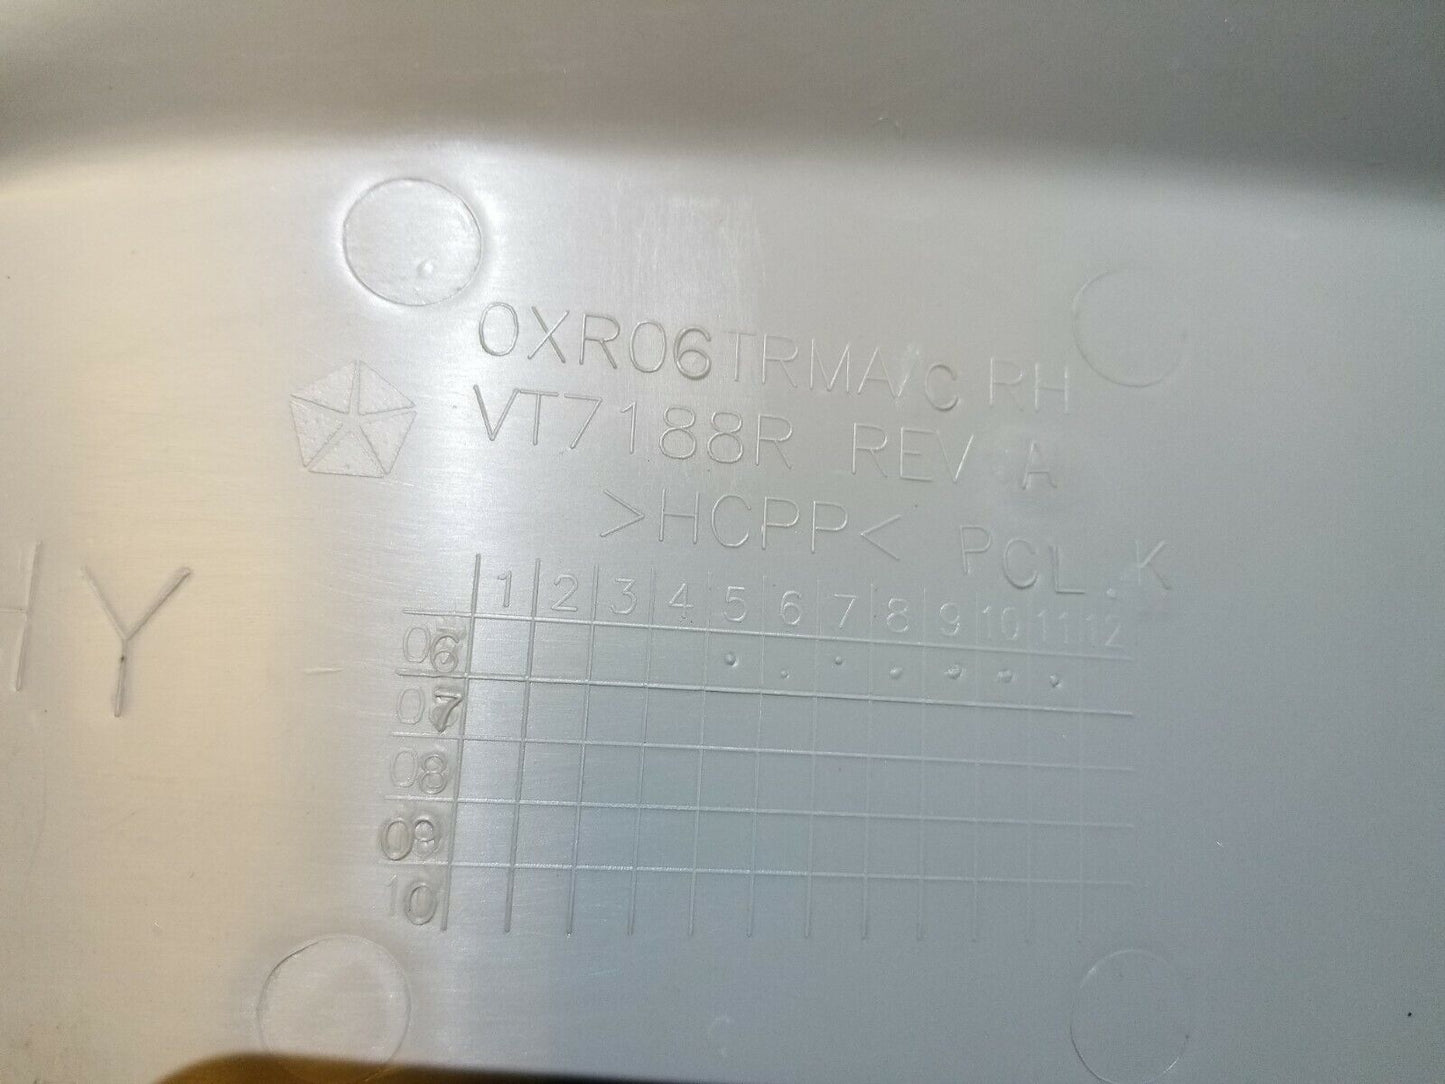 0XR06TRMA/C RH
VT7188R REV A
>HCPP< PCL.K
1 2 3 4 5 6 7 8 9 10 11 12
06
07
08
09
10
Y